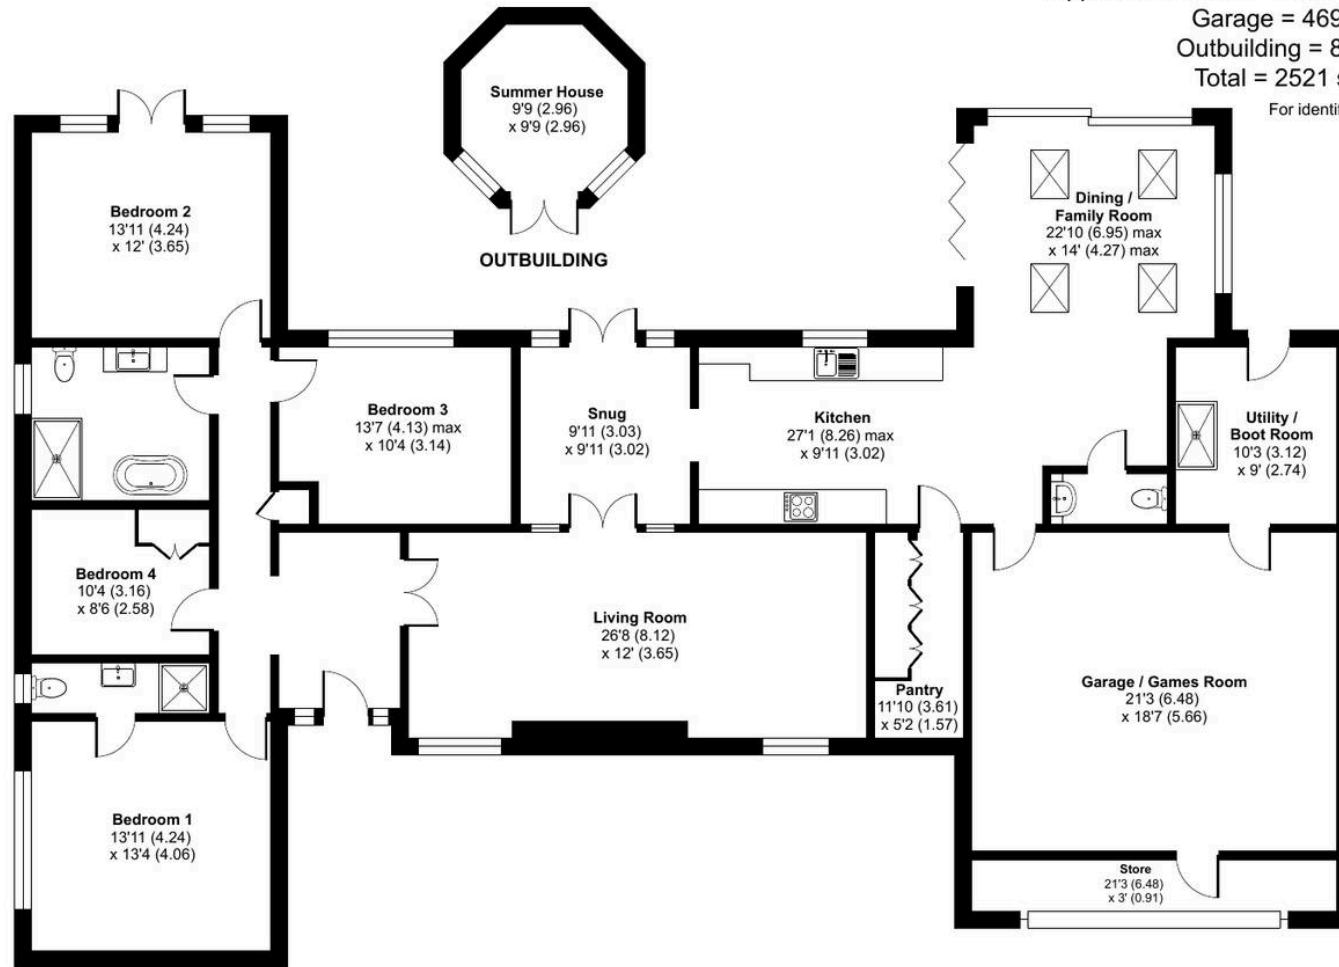 Garage = 469
Outbuilding = 8
Total = 2521
For identif
Summer House
9'9 (2.96)
x 9'9 (2.96)
OUTBUILDING
Bedroom 2
13'11 (4.24)
x 12' (3.65)
Dining /
Family Room
22'10 (6.95) max
x 14' (4.27) max
Bedroom 3
13'7 (4.13) max
x 10'4 (3.14)
Snug
9'11 (3.03)
x 9'11 (3.02)
Kitchen
27'1 (8.26) max
x 9'11 (3.02)
Utility /
Boot Room
10'3 (3.12)
x 9' (2.74)
Bedroom 4
10'4 (3.16)
x 8'6 (2.58)
Living Room
26'8 (8.12)
x 12' (3.65)
Pantry
11'10 (3.61)
x 5'2 (1.57)
Garage / Games Room
21'3 (6.48)
x 18'7 (5.66)
Bedroom 1
13'11 (4.24)
x 13'4 (4.06)
Store
21'3 (6.48)
x 3' (0.91)